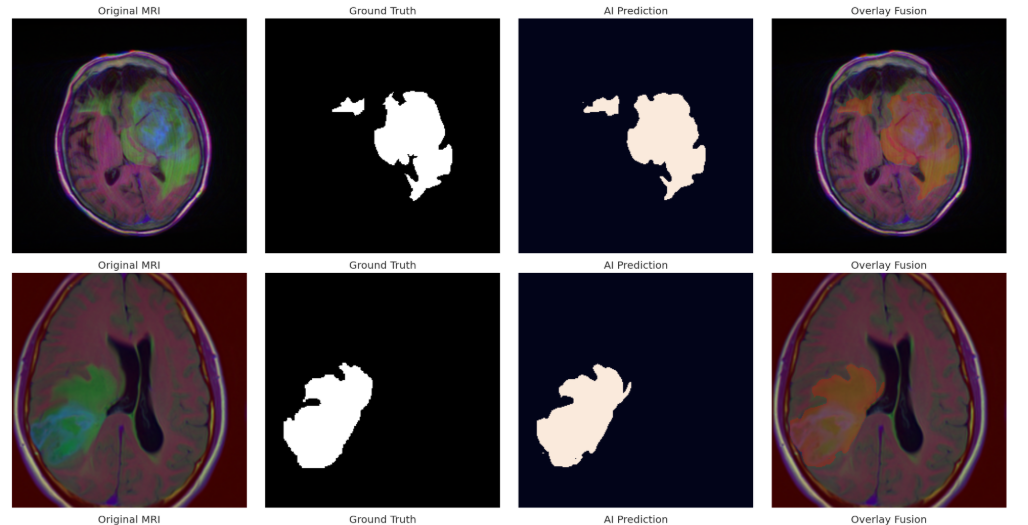 Original MRI
Ground Truth
AI Prediction
Overlay Fusion
Original MRI
Ground Truth
AI Prediction
Overlay Fusion
Original MRI
Ground Truth
AI Prediction
Overlay Fusion